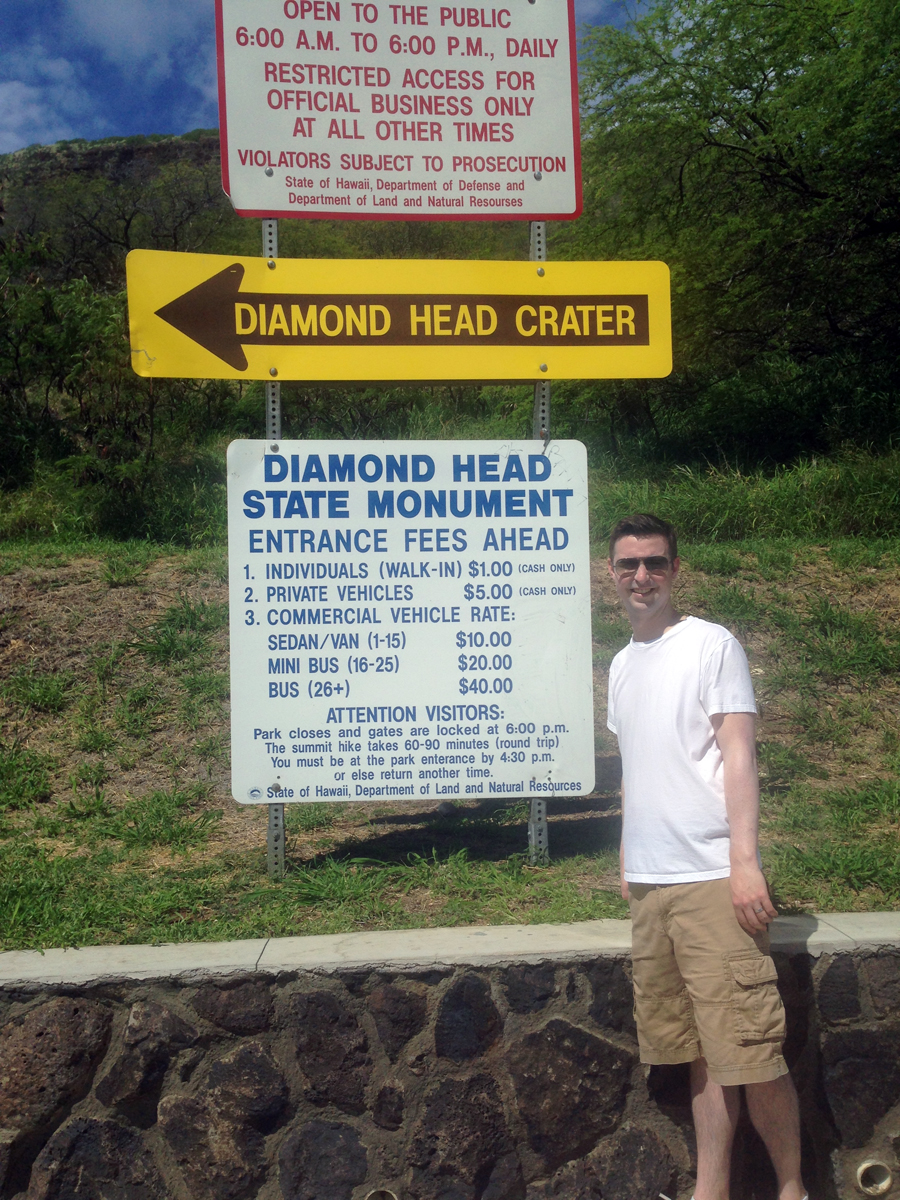 OPEN TO THE PUBLIC
6:00 A.M. TO 6:00 P.M., DAILY
RESTRICTED ACCESS FOR
OFFICIAL BUSINESS ONLY
AT ALL OTHER TIMES
VIOLATORS SUBJECT TO PROSECUTION
State of Hawaii, Department of Defense and
Department of Land and Natural Resourses
DIAMOND HEAD CRATER
DIAMOND HEAD
STATE MONUMENT
ENTRANCE FEES AHEAD
1. INDIVIDUALS (WALK-IN) $1.00 (CASH ONLY)
2. PRIVATE VEHICLES $5.00 (CASH ONLY)
3. COMMERCIAL VEHICLE RATE:
SEDAN/VAN (1-15) $10.00
MINI BUS (16-25) $20.00
BUS (26+) $40.00
ATTENTION VISITORS:
Park closes and gates are locked at 6:00 p.m.
The summit hike takes 60-90 minutes (round trip)
You must be at the park enterance by 4:30 p.m.
or else return another time.
State of Hawaii, Department of Land and Natural Resources